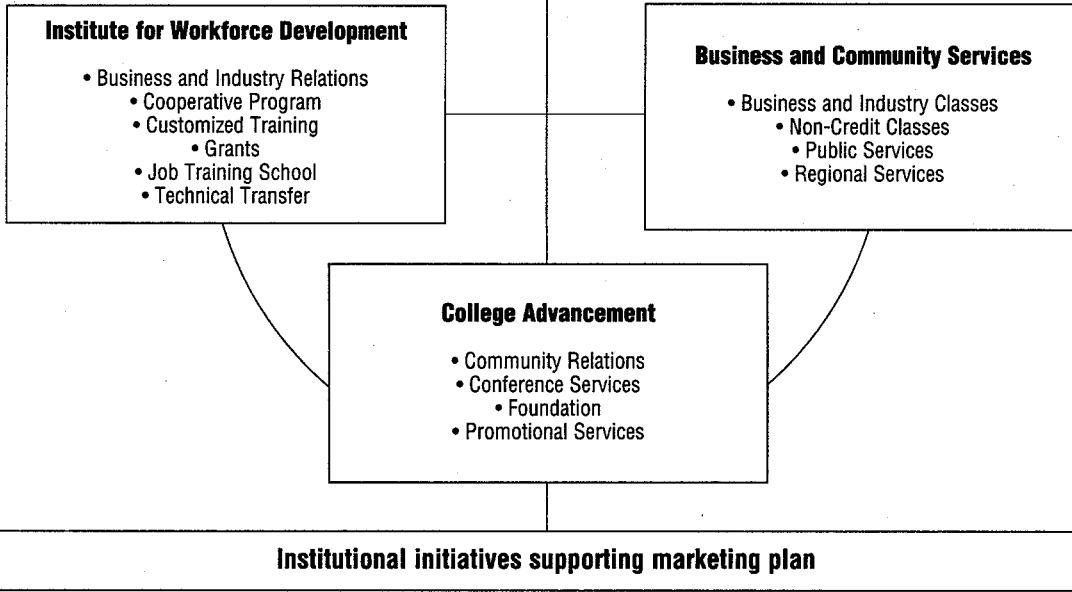 Institute for Workforce Development
• Business and Industry Relations
• Cooperative Program
• Customized Training
• Grants
• Job Training School
• Technical Transfer
Business and Community Services
• Business and Industry Classes
• Non-Credit Classes
• Public Services
• Regional Services
College Advancement
• Community Relations
• Conference Services
• Foundation
• Promotional Services
Institutional initiatives supporting marketing plan